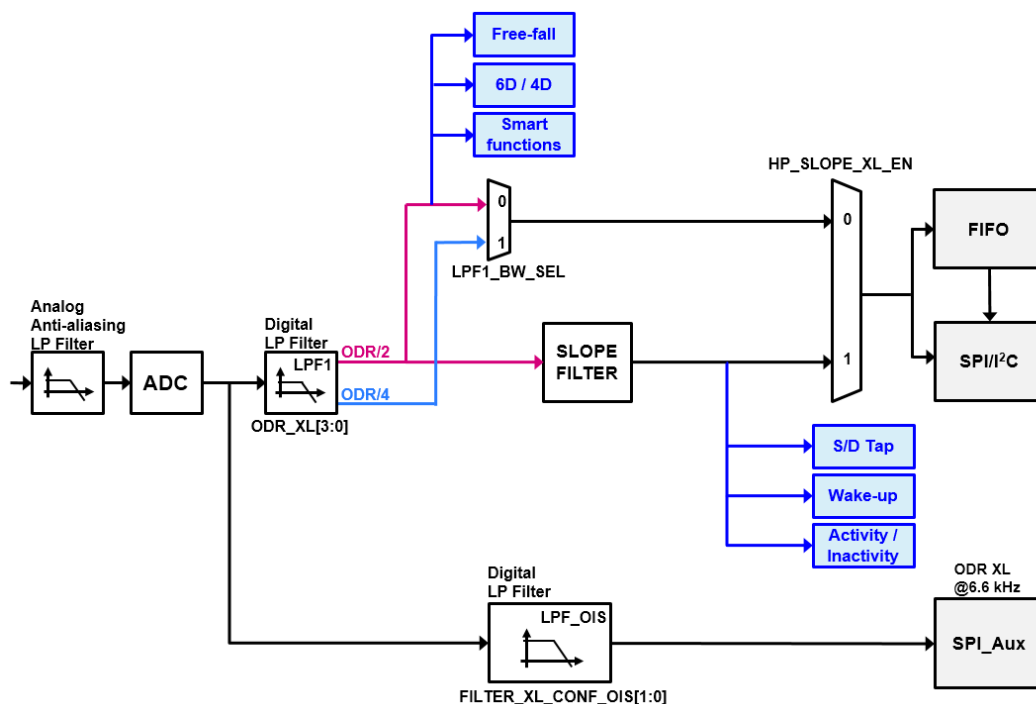 Free-fall
6D / 4D
Smart
functions
HP_SLOPE_XL_EN
0
1
LPF1_BW_SEL
0
1
FIFO
SPI/I²C
Analog
Anti-aliasing
LP Filter
ADC
Digital
LP Filter
LPF1
ODR_XL[3:0]
ODR/2
ODR/4
SLOPE
FILTER
S/D Tap
Wake-up
Activity /
Inactivity
Digital
LP Filter
LPF_OIS
FILTER_XL_CONF_OIS[1:0]
ODR XL
@6.6 kHz
SPI_Aux